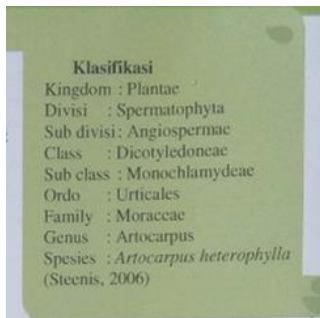 Klasifikasi
Kingdom : Plantae
Divisi : Spermatophyta
Sub divisi : Angiospermae
Class : Dicotyledoneae
Sub class : Monochlamydeae
Ordo : Urticales
Family : Moraceae
Genus : Artocarpus
Spesies : Artocarpus heterophylla
(Steenis, 2006)